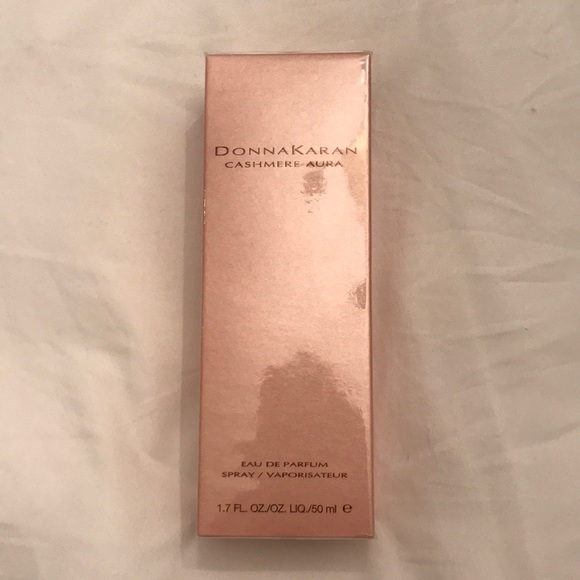 DONNAKARAN
CASHMERE AURA
EAU DE PARFUM
SPRAY / VAPORISATEUR
1.7 FL. OZ./OZ. LIQ./50 ml ℮